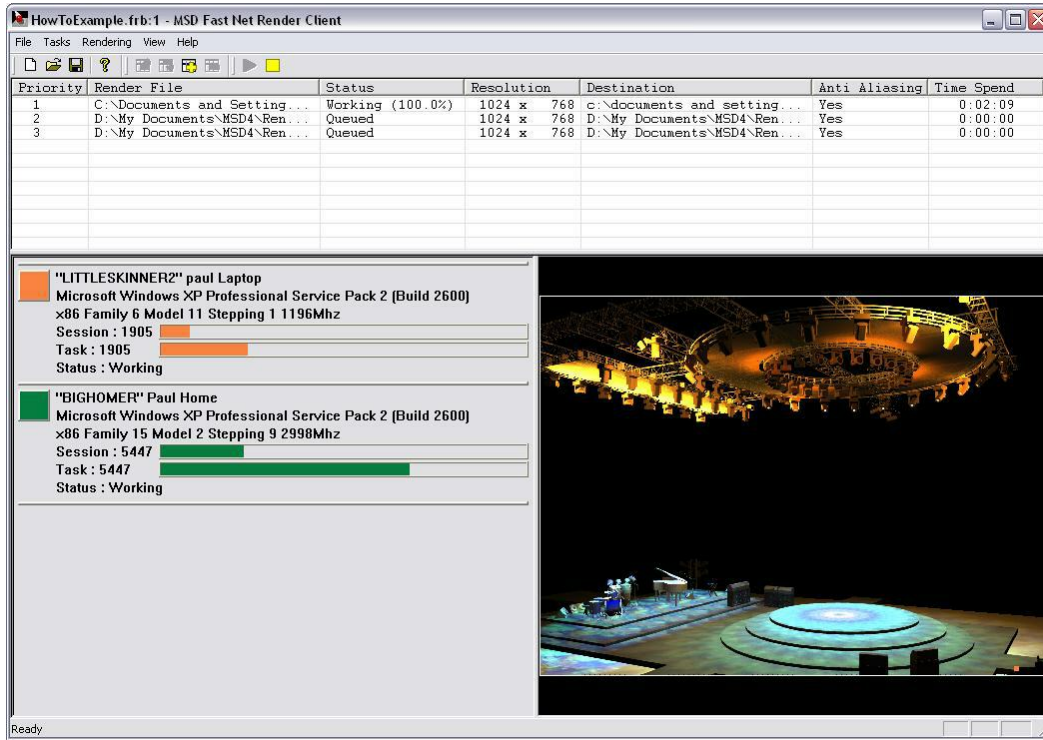 HowToExample.frb:1 - MSD Fast Net Render Client
File Tasks Rendering View Help
Priority Render File Status Resolution Destination Anti Aliasing Time Spend
1 C:\Documents and Setting... Working (100.0%) 1024 x 768 c:\documents and setting... Yes 0:02:09
2 D:\My Documents\MSD4\Ren... Queued 1024 x 768 D:\My Documents\MSD4\Ren... Yes 0:00:00
3 D:\My Documents\MSD4\Ren... Queued 1024 x 768 D:\My Documents\MSD4\Ren... Yes 0:00:00
"LITTLESKINNER2" paul Laptop
Microsoft Windows XP Professional Service Pack 2 (Build 2600)
x86 Family 6 Model 11 Stepping 1 1196Mhz
Session : 1905
Task : 1905
Status : Working
"BIGHOMER" Paul Home
Microsoft Windows XP Professional Service Pack 2 (Build 2600)
x86 Family 15 Model 2 Stepping 9 2998Mhz
Session : 5447
Task : 5447
Status : Working
Ready